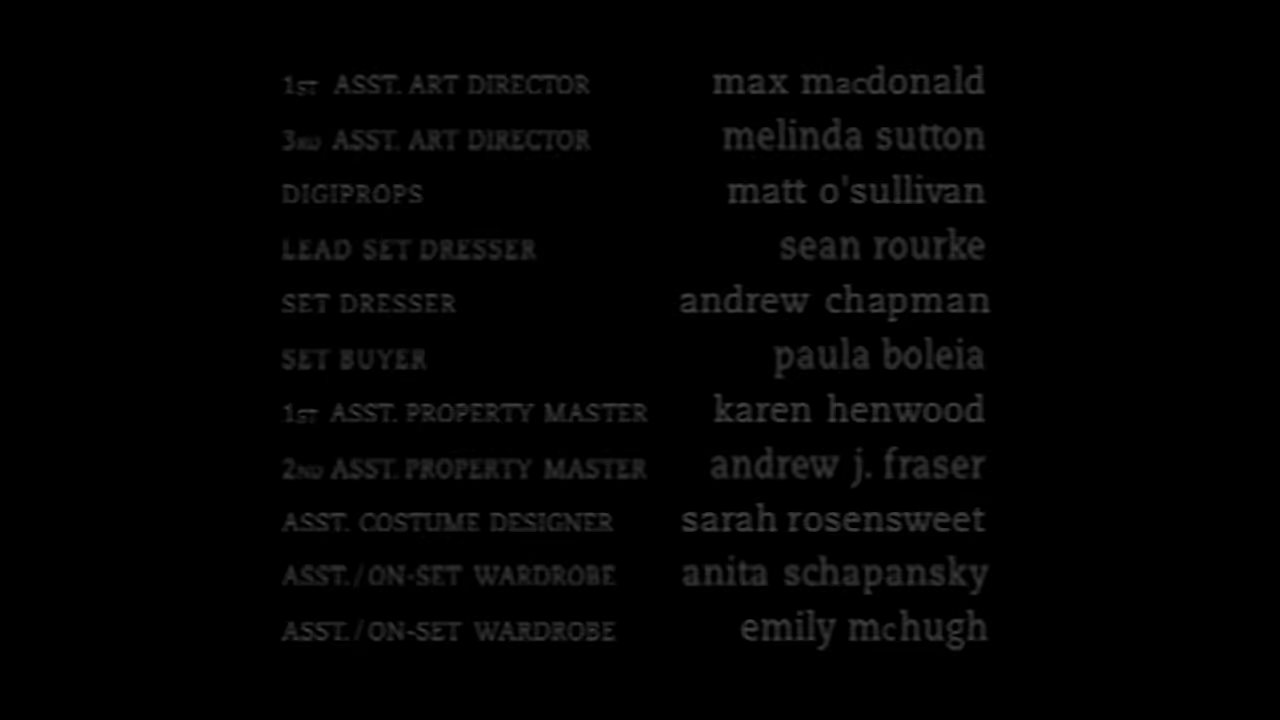 1ST ASST. ART DIRECTOR max macdonald
3RD ASST. ART DIRECTOR melinda sutton
DIGIPROPS matt o'sullivan
LEAD SET DRESSER sean rourke
SET DRESSER andrew chapman
SET BUYER paula boleia
1ST ASST. PROPERTY MASTER karen henwood
2ND ASST. PROPERTY MASTER andrew j. fraser
ASST. COSTUME DESIGNER sarah rosensweet
ASST./ON-SET WARDROBE anita schapansky
ASST./ON-SET WARDROBE emily mchugh